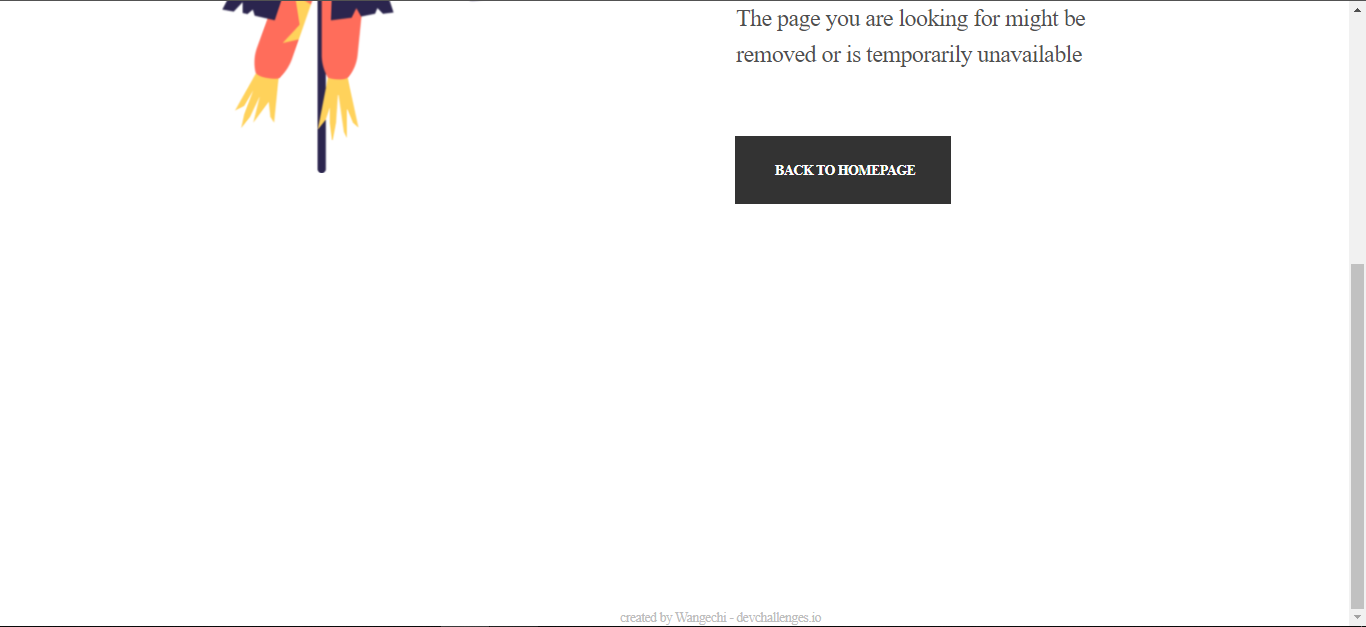 The page you are looking for might be
removed or is temporarily unavailable
BACK TO HOMEPAGE
created by Wangechi - devchallenges.io